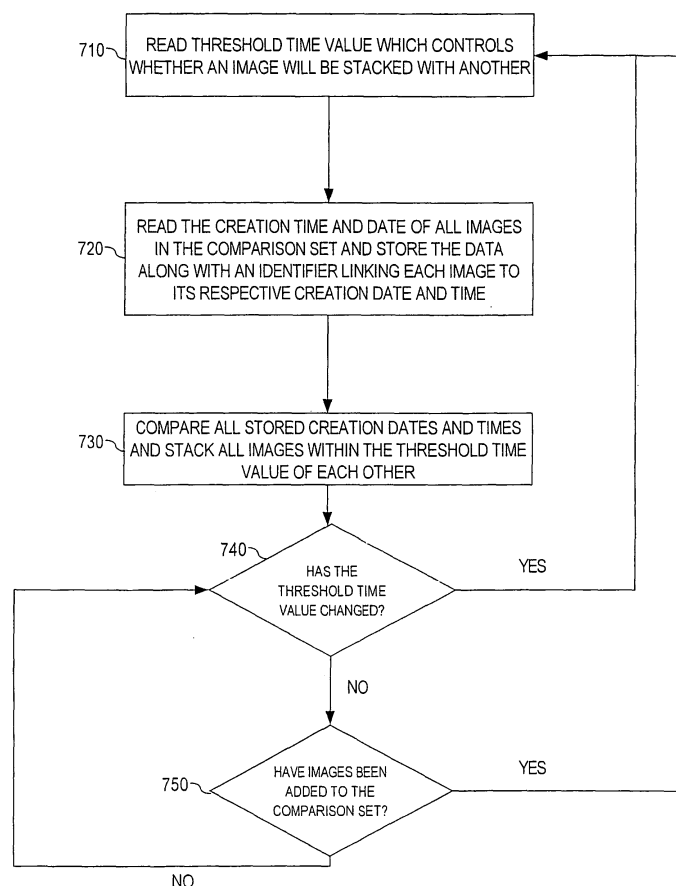 710
READ THRESHOLD TIME VALUE WHICH CONTROLS
WHETHER AN IMAGE WILL BE STACKED WITH ANOTHER
720
READ THE CREATION TIME AND DATE OF ALL IMAGES
IN THE COMPARISON SET AND STORE THE DATA
ALONG WITH AN IDENTIFIER LINKING EACH IMAGE TO
ITS RESPECTIVE CREATION DATE AND TIME
730
COMPARE ALL STORED CREATION DATES AND TIMES
AND STACK ALL IMAGES WITHIN THE THRESHOLD TIME
VALUE OF EACH OTHER
740
HAS THE
THRESHOLD TIME
VALUE CHANGED?
YES
NO
750
HAVE IMAGES BEEN
ADDED TO THE
COMPARISON SET?
YES
NO